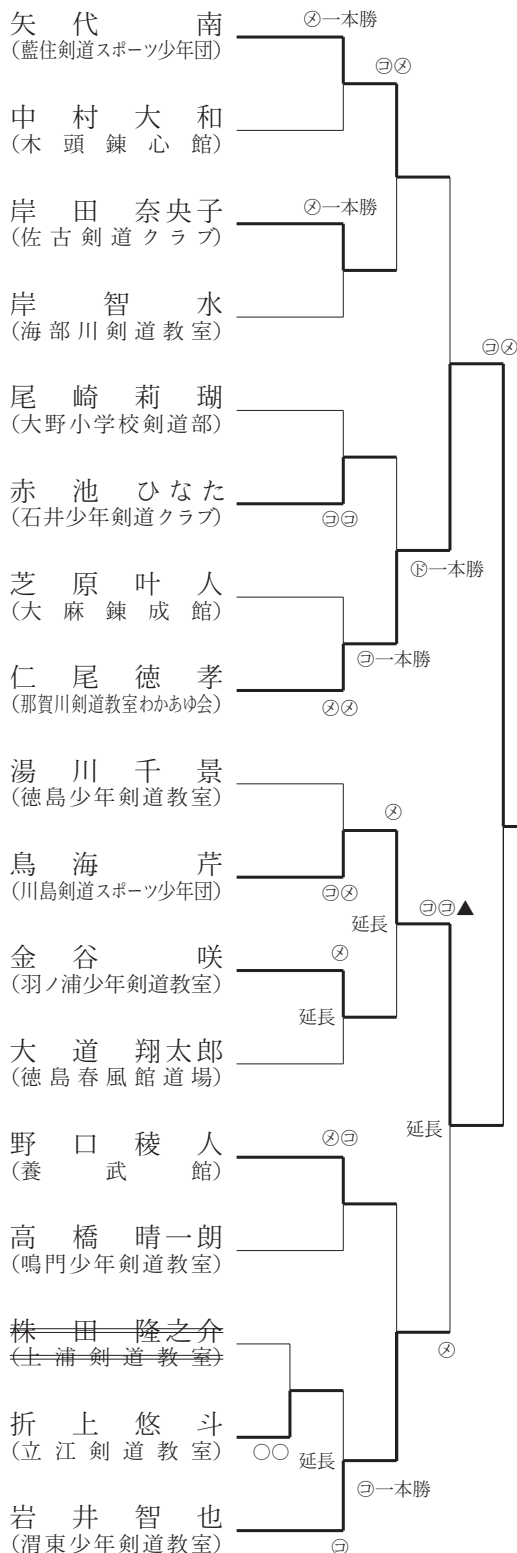 矢代南
㋱一本勝
(藍住剣道スポーツ少年団)
㋙㋱
中村大和
(木頭錬心館)
岸田奈央子
㋱一本勝
(佐古剣道クラブ)
岸智水
(海部川剣道教室)
㋙㋱
尾崎莉瑚
(大野小学校剣道部)
赤池ひなた
(石井少年剣道クラブ)
㋙㋙
㋣゙一本勝
芝原叶人
(大麻錬成館)
㋙一本勝
仁尾徳孝
(那賀川剣道教室わかあゆ会)
㋱㋱
湯川千景
(徳島少年剣道教室)
㋱
鳥海芹
(川島剣道スポーツ少年団)
㋙㋱
㋙㋙▲
延長
金谷咲
㋱
(羽ノ浦少年剣道教室)
延長
大道翔太郎
(徳島春風館道場)
野口稜人
㋱㋙
延長
(養武館)
高橋晴一朗
(鳴門少年剣道教室)
株田隆之介
(上浦剣道教室)
㋱
折上悠斗
(立江剣道教室)
○○
延長
㋙一本勝
岩井智也
(渭東少年剣道教室)
㋙